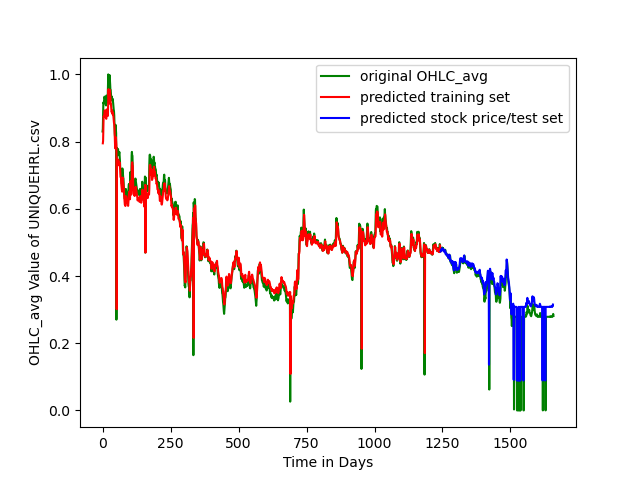 original OHLC_avg
predicted training set
predicted stock price/test set
OHLC_avg Value of UNIQUEHRL.csv
1.0
0.8
0.6
0.4
0.2
0.0
0 250 500 750 1000 1250 1500
Time in Days